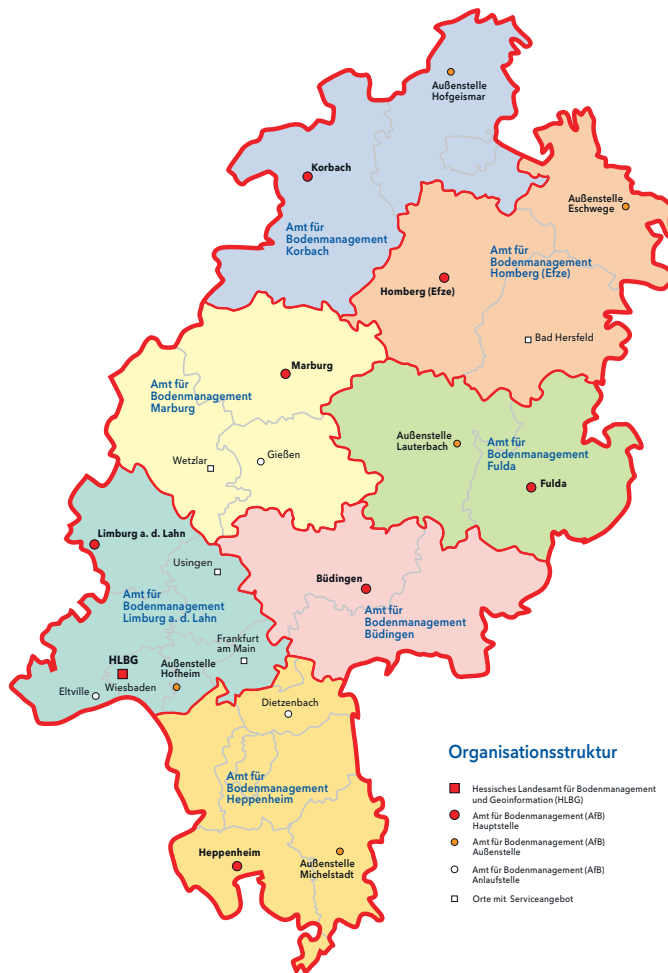 Außenstelle
Hofgeismar
Korbach
Außenstelle
Eschwege
Amt für
Bodenmanagement
Korbach
Amt für
Bodenmanagement
Homberg (Efze)
Homberg (Efze)
Bad Hersfeld
Marburg
Amt für
Bodenmanagement
Marburg
Außenstelle
Lauterbach
Amt für
Bodenmanagement
Fulda
Wetzlar
Gießen
Fulda
Limburg a. d. Lahn
Usingen
Büdingen
Amt für
Bodenmanagement
Limburg a. d. Lahn
Amt für
Bodenmanagement
Büdingen
Frankfurt
am Main
HLBG
Außenstelle
Hofheim
Eltville
Wiesbaden
Dietzenbach
Amt für
Bodenmanagement
Heppenheim
Heppenheim
Außenstelle
Michelstadt
Organisationsstruktur
Hessisches Landesamt für Bodenmanagement
und Geoinformation (HLBG)
Amt für Bodenmanagement (AfB)
Hauptstelle
Amt für Bodenmanagement (AfB)
Außenstelle
Amt für Bodenmanagement (AfB)
Anlaufstelle
Orte mit Serviceangebot